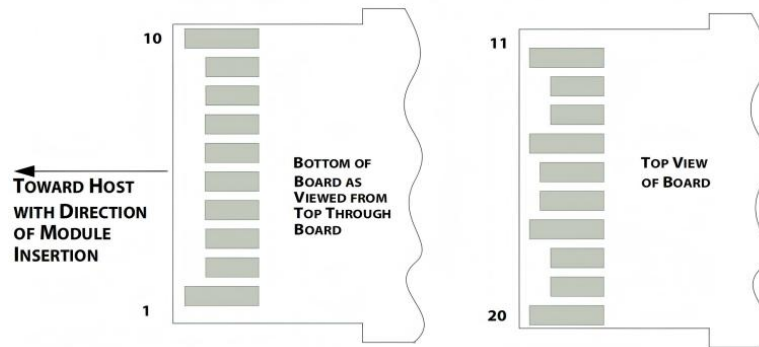 10
TOWARD HOST
WITH DIRECTION
OF MODULE
INSERTION
1
BOTTOM OF
BOARD AS
VIEWED FROM
TOP THROUGH
BOARD
11
20
TOP VIEW
OF BOARD